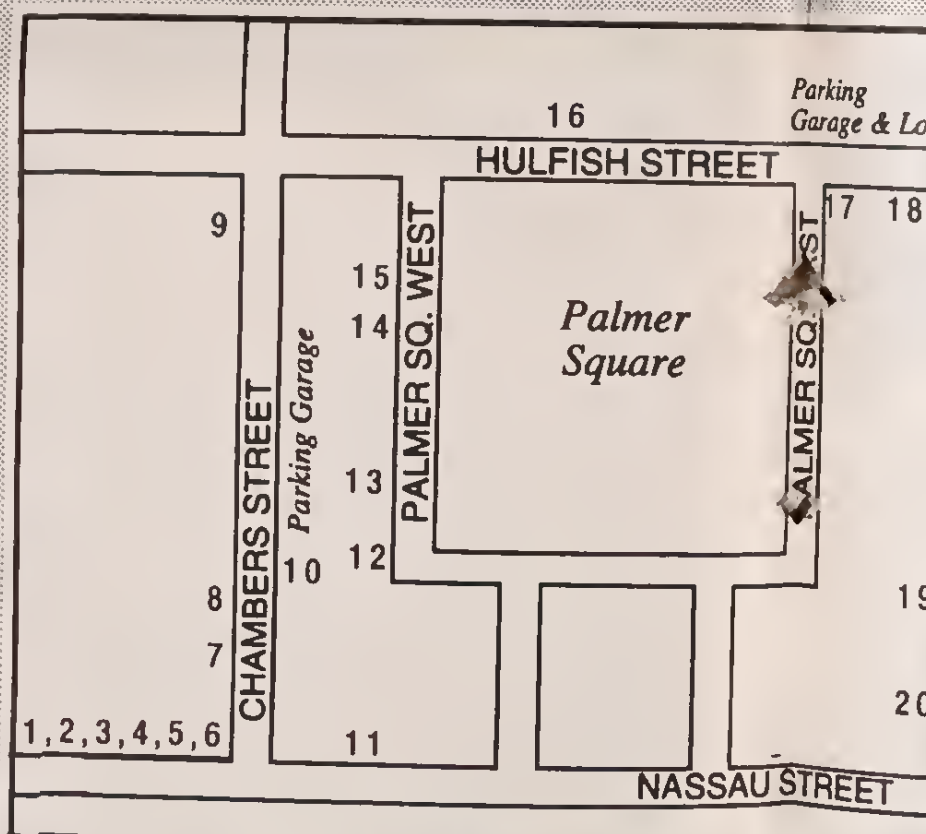 Parking
Garage & Lo
16
HULFISH STREET
17 18
9
15
14
PALMER SQ. WEST
Palmer
Square
ALMER SQ. ST
Parking Garage
CHAMBERS STREET
13
12
10
8
7
19
20
1,2,3,4,5,6
11
NASSAU STREET